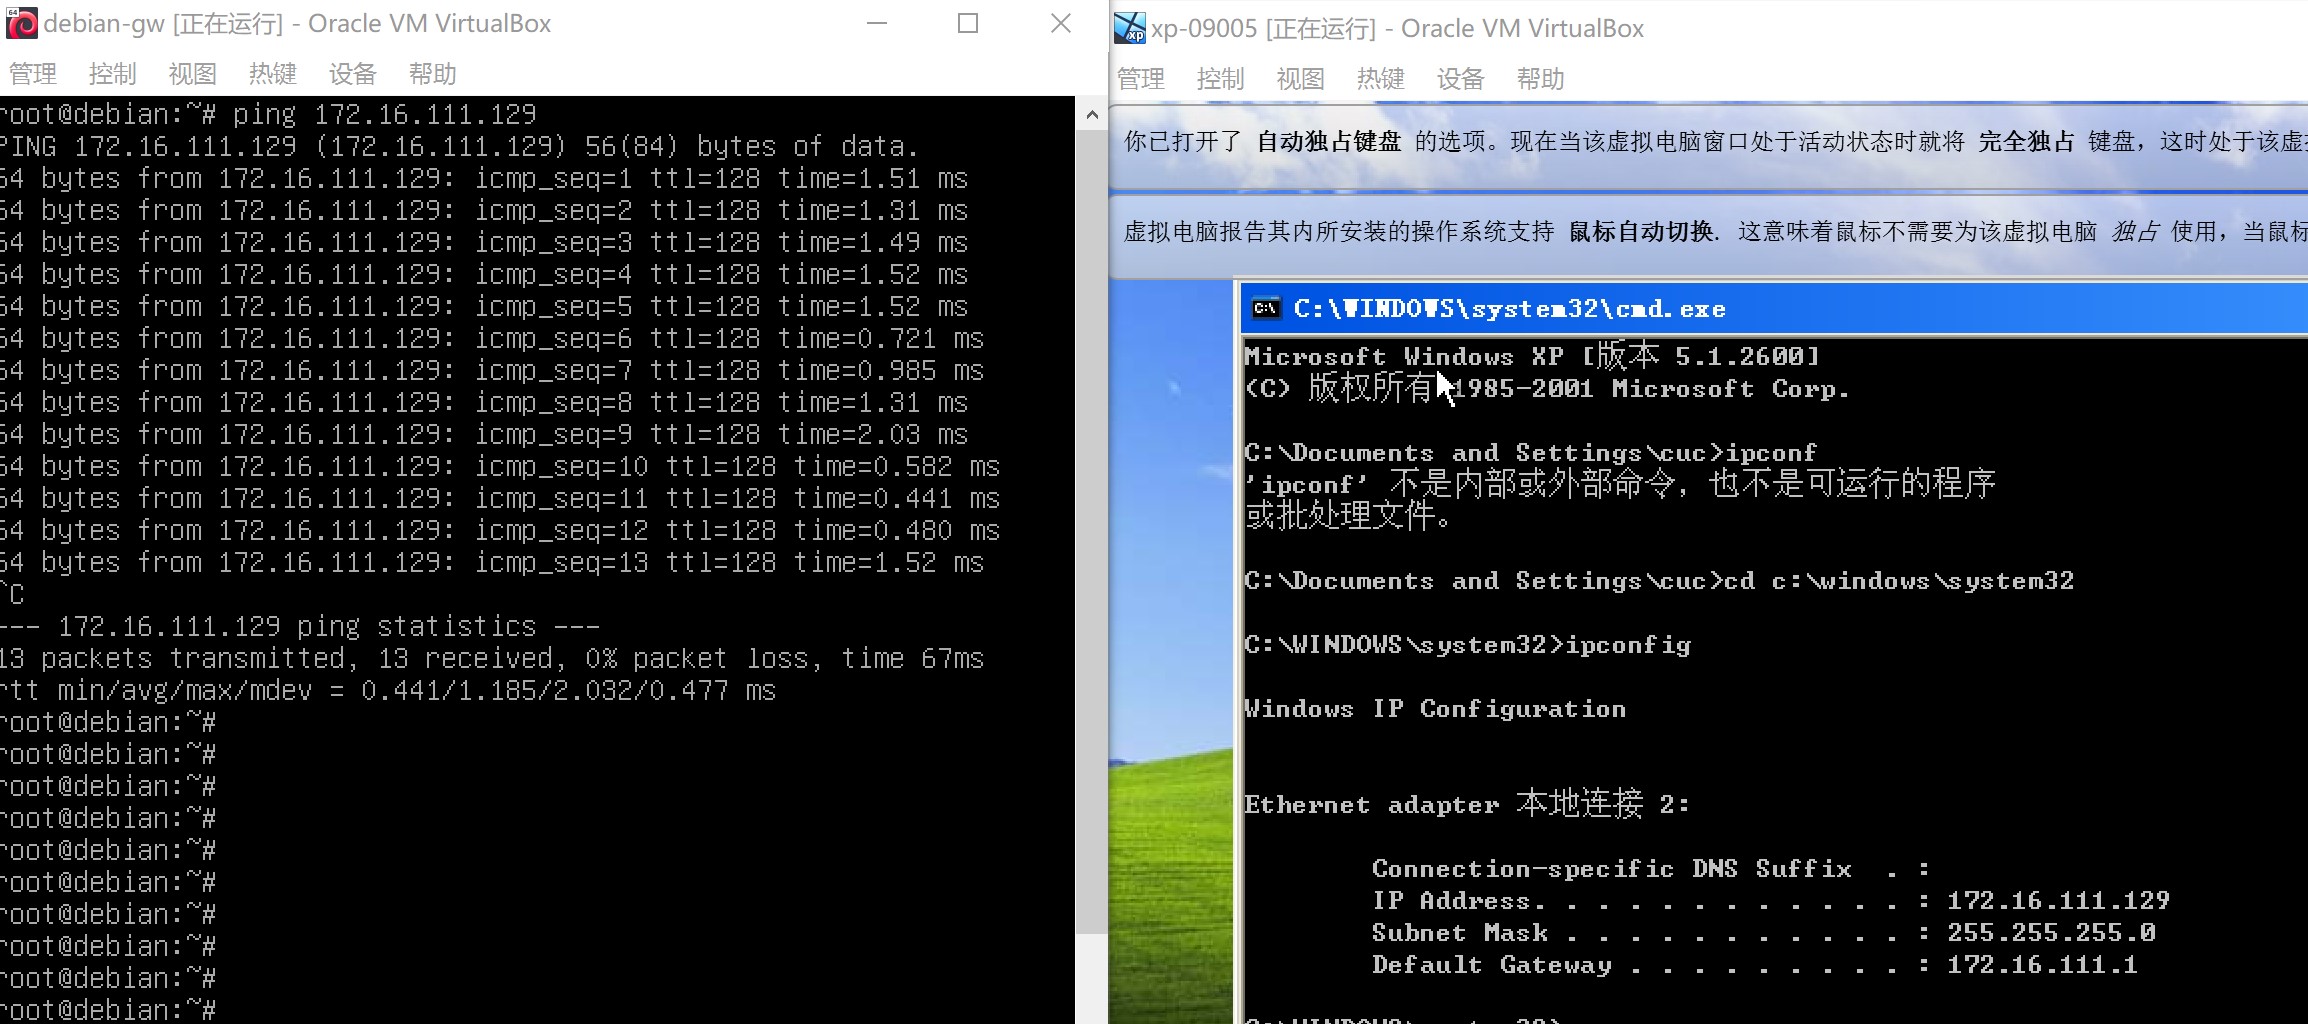 debian-gw [正在运行] - Oracle VM VirtualBox
管理 控制 视图 热键 设备 帮助
root@debian:~# ping 172.16.111.129
PING 172.16.111.129 (172.16.111.129) 56(84) bytes of data.
64 bytes from 172.16.111.129: icmp_seq=1 ttl=128 time=1.51 ms
64 bytes from 172.16.111.129: icmp_seq=2 ttl=128 time=1.31 ms
64 bytes from 172.16.111.129: icmp_seq=3 ttl=128 time=1.49 ms
64 bytes from 172.16.111.129: icmp_seq=4 ttl=128 time=1.52 ms
64 bytes from 172.16.111.129: icmp_seq=5 ttl=128 time=1.52 ms
64 bytes from 172.16.111.129: icmp_seq=6 ttl=128 time=0.721 ms
64 bytes from 172.16.111.129: icmp_seq=7 ttl=128 time=0.985 ms
64 bytes from 172.16.111.129: icmp_seq=8 ttl=128 time=1.31 ms
64 bytes from 172.16.111.129: icmp_seq=9 ttl=128 time=2.03 ms
64 bytes from 172.16.111.129: icmp_seq=10 ttl=128 time=0.582 ms
64 bytes from 172.16.111.129: icmp_seq=11 ttl=128 time=0.441 ms
64 bytes from 172.16.111.129: icmp_seq=12 ttl=128 time=0.480 ms
64 bytes from 172.16.111.129: icmp_seq=13 ttl=128 time=1.52 ms
^C
--- 172.16.111.129 ping statistics ---
13 packets transmitted, 13 received, 0% packet loss, time 67ms
rtt min/avg/max/mdev = 0.441/1.185/2.032/0.477 ms
root@debian:~#
root@debian:~#
root@debian:~#
root@debian:~#
root@debian:~#
root@debian:~#
root@debian:~#
root@debian:~#
root@debian:~#
root@debian:~#
xp-09005 [正在运行] - Oracle VM VirtualBox
管理 控制 视图 热键 设备 帮助
你已打开了 自动独占键盘 的选项。现在当该虚拟电脑窗口处于活动状态时就将 完全独占 键盘，这时处于该虚
虚拟电脑报告其内所安装的操作系统支持 鼠标自动切换. 这意味着鼠标不需要为该虚拟电脑 独占 使用，当鼠标
C:\WINDOWS\system32\cmd.exe
Microsoft Windows XP [版本 5.1.2600]
(C) 版权所有 1985-2001 Microsoft Corp.
C:\Documents and Settings\cuc>ipconf
'ipconf' 不是内部或外部命令，也不是可运行的程序
或批处理文件。
C:\Documents and Settings\cuc>cd c:\windows\system32
C:\WINDOWS\system32>ipconfig
Windows IP Configuration
Ethernet adapter 本地连接 2:
Connection-specific DNS Suffix . :
IP Address. . . . . . . . . . . . : 172.16.111.129
Subnet Mask . . . . . . . . . . . : 255.255.255.0
Default Gateway . . . . . . . . . : 172.16.111.1
C:\WINDOWS\system32>